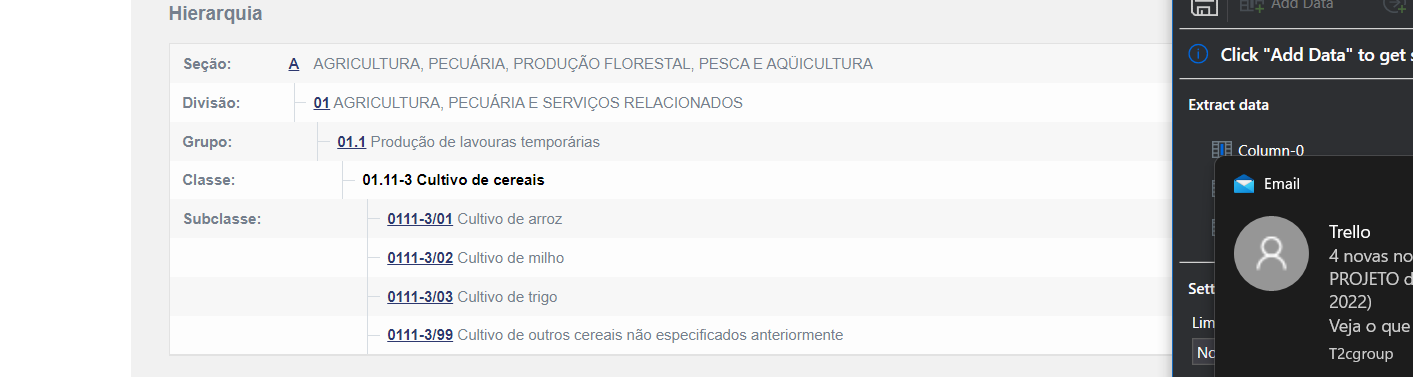 Hierarquia
Seção: A AGRICULTURA, PECUÁRIA, PRODUÇÃO FLORESTAL, PESCA E AQÜICULTURA
Divisão: 01 AGRICULTURA, PECUÁRIA E SERVIÇOS RELACIONADOS
Grupo: 01.1 Produção de lavouras temporárias
Classe: 01.11-3 Cultivo de cereais
Subclasse: 0111-3/01 Cultivo de arroz
0111-3/02 Cultivo de milho
0111-3/03 Cultivo de trigo
0111-3/99 Cultivo de outros cereais não especificados anteriormente
Add Data
Click "Add Data" to get
Extract data
Column-0
Email
Trello
4 novas no
PROJETO d
2022)
Veja o que
T2cgroup
Sett
Lim
No